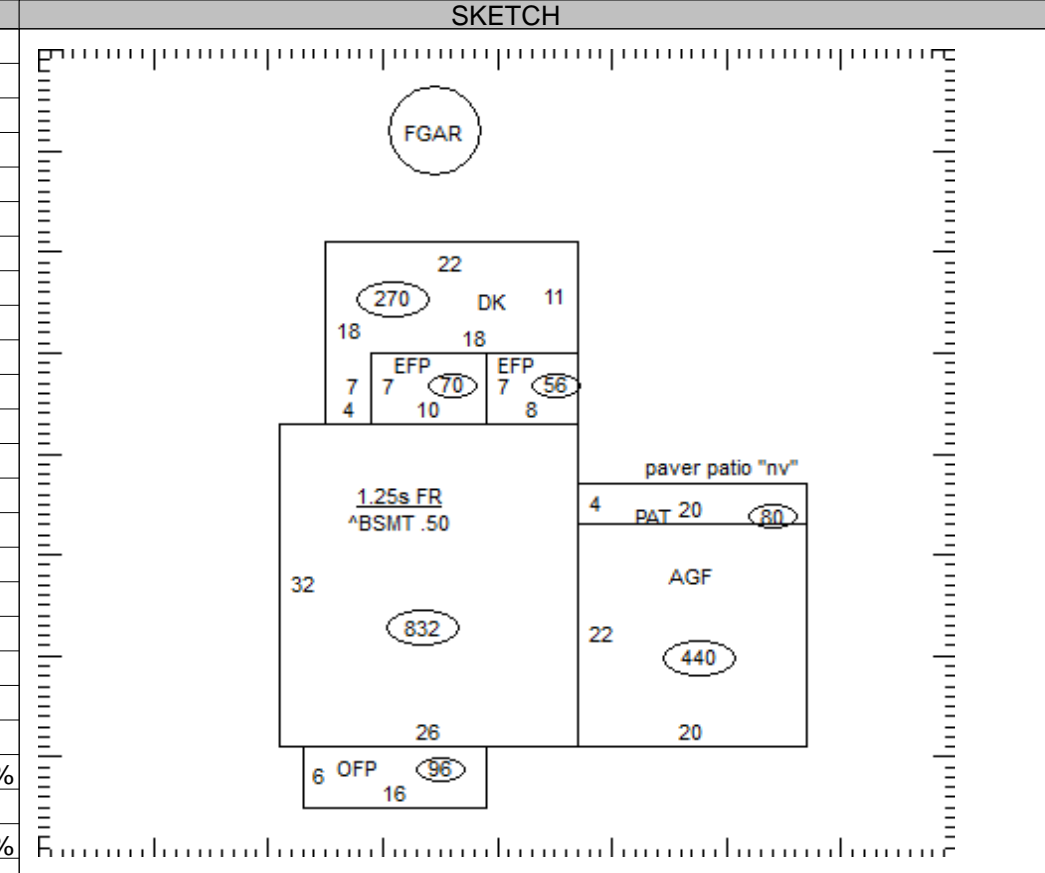 SKETCH
FGAR
22
270 DK 11
18
18
EFP EFP
7 7 70 7 56
4 10 8
paver patio "nv"
4 PAT 20 80
1.25s FR
^BSMT .50
AGF
32
832
22
440
26
20
6 OFP 96
16
%
%